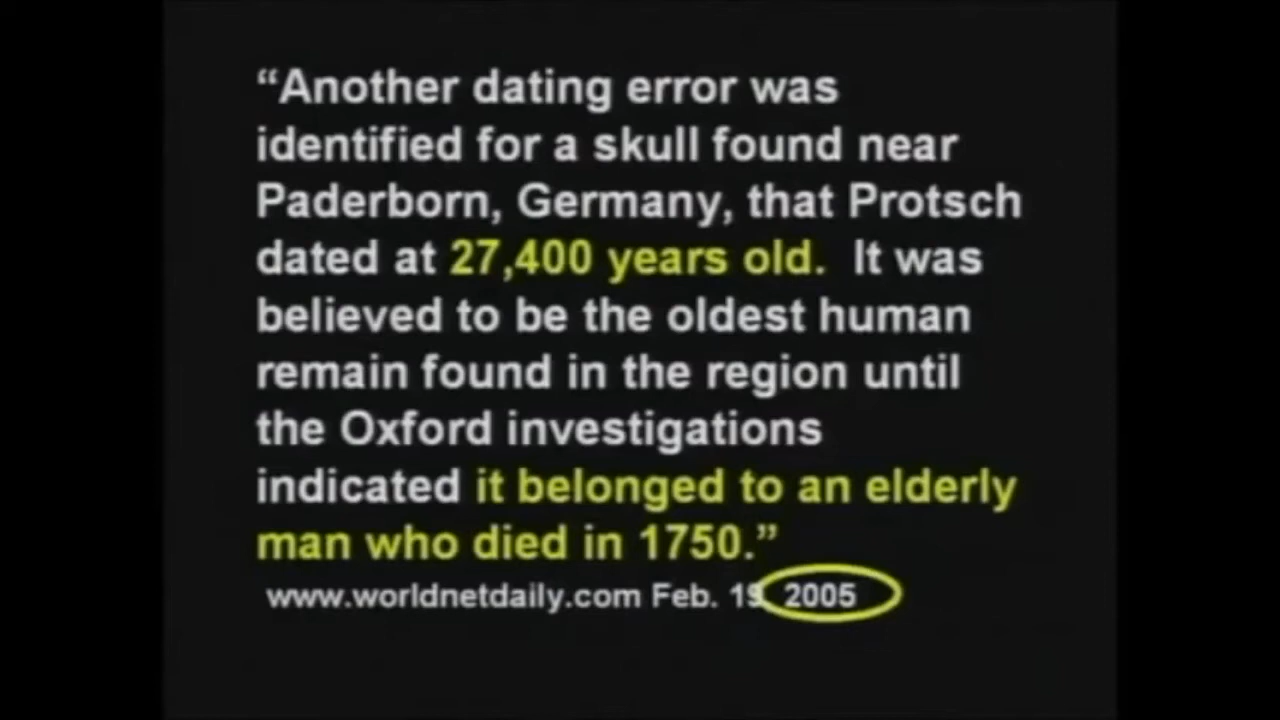 “Another dating error was
identified for a skull found near
Paderborn, Germany, that Protsch
dated at 27,400 years old.  It was
believed to be the oldest human
remain found in the region until
the Oxford investigations
indicated it belonged to an elderly
man who died in 1750.”
www.worldnetdaily.com Feb. 19 2005